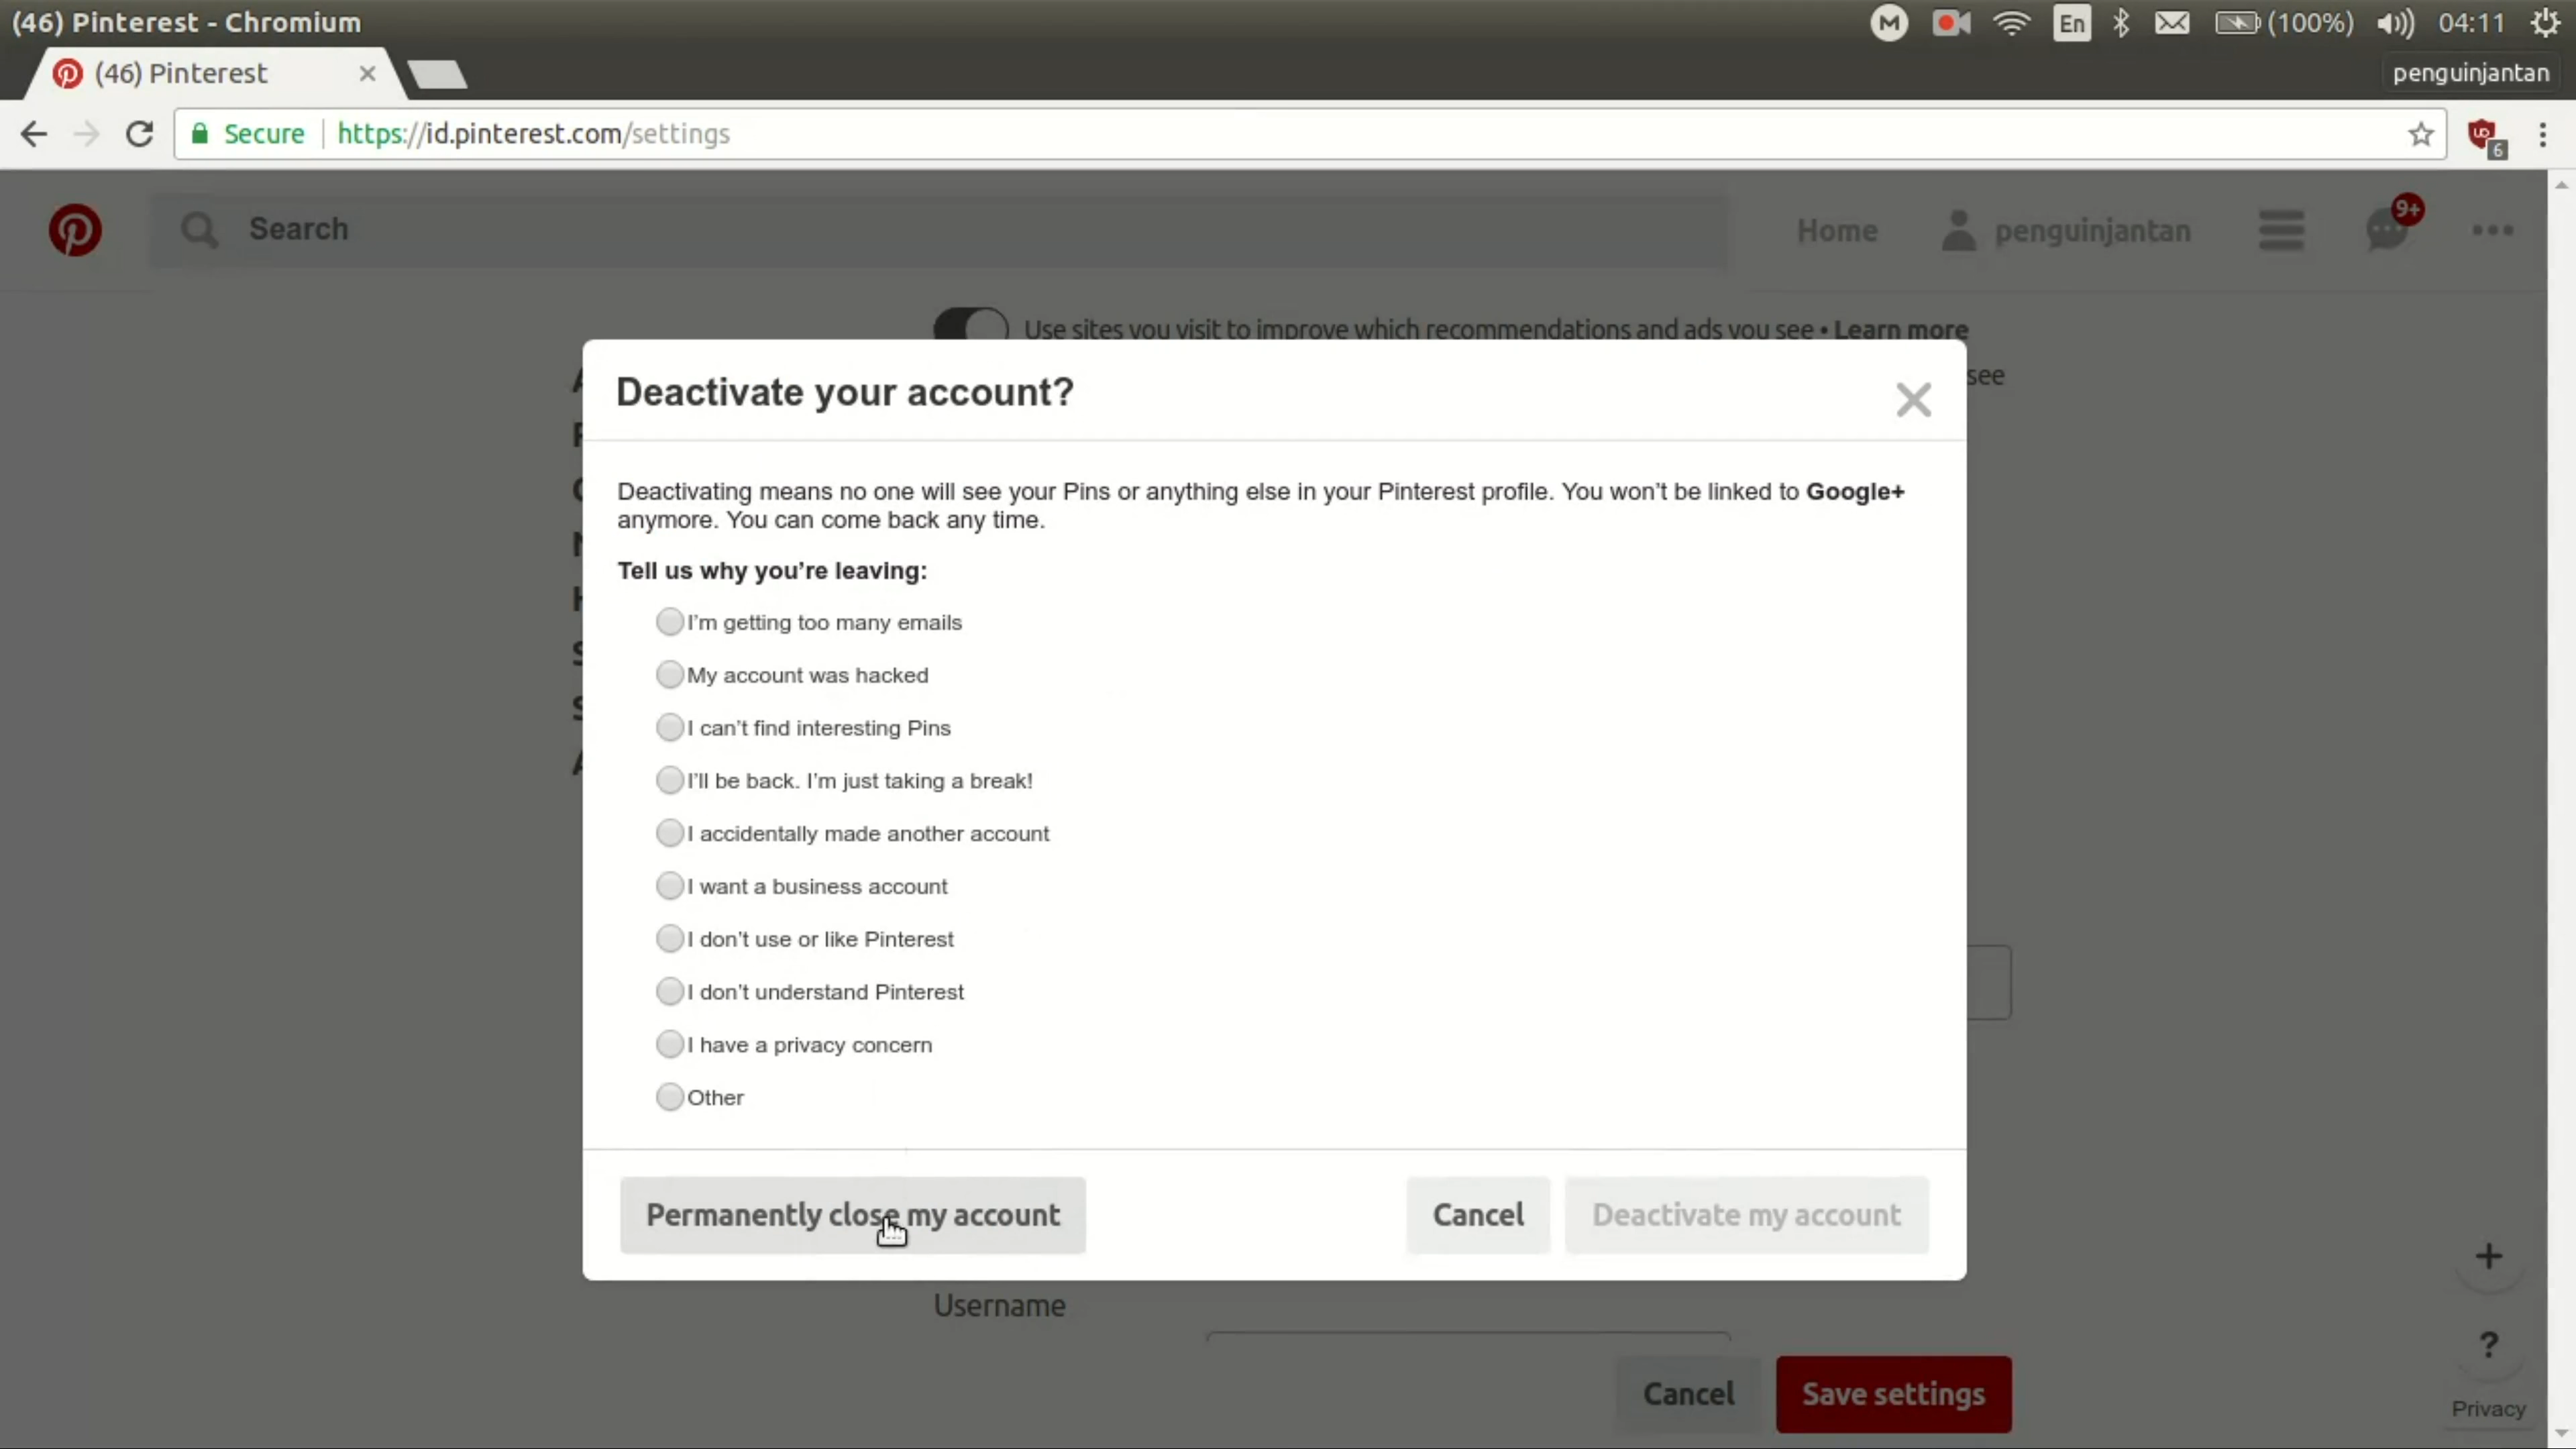 (46) Pinterest - Chromium
M
En
(100%)
04:11
(46) Pinterest
penguinjantan
Secure
https://id.pinterest.com/settings
6
Search
Home
penguinjantan
9+
Use sites you visit to improve which recommendations and ads you see • Learn more
see
Deactivate your account?
Deactivating means no one will see your Pins or anything else in your Pinterest profile. You won’t be linked to Google+
anymore. You can come back any time.
Tell us why you’re leaving:
I’m getting too many emails
My account was hacked
I can’t find interesting Pins
I’ll be back. I’m just taking a break!
I accidentally made another account
I want a business account
I don’t use or like Pinterest
I don’t understand Pinterest
I have a privacy concern
Other
Permanently close my account
Cancel
Deactivate my account
+
Username
?
Cancel
Save settings
Privacy